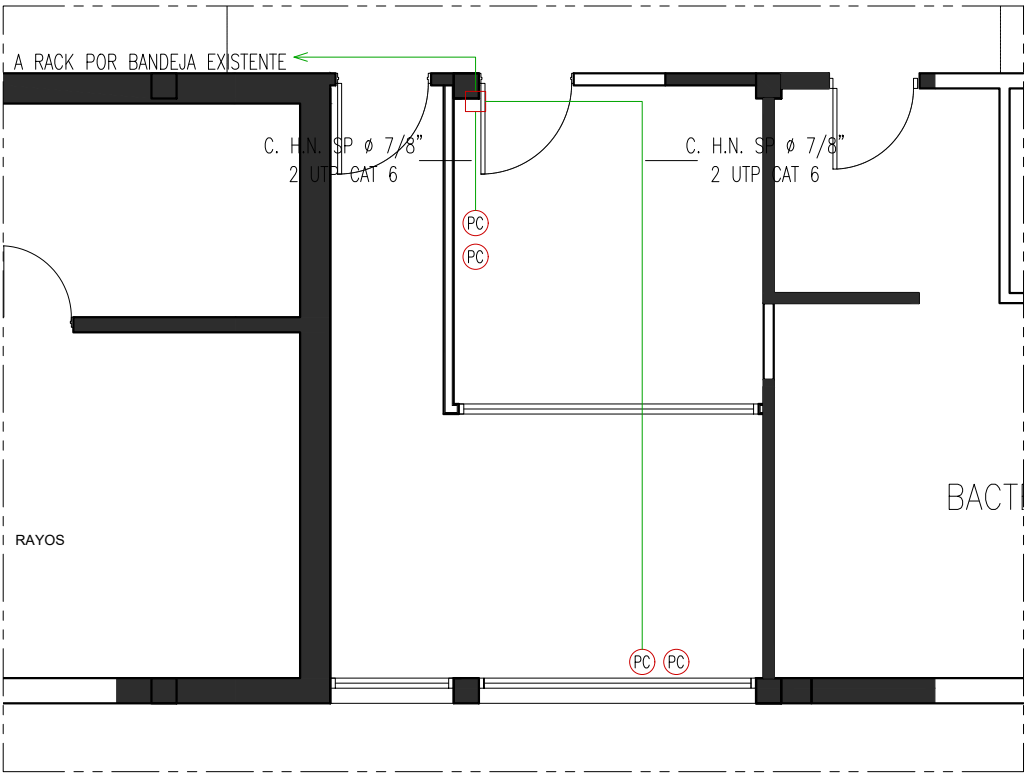 A RACK POR BANDEJA EXISTENTE
C. H.N. SP ø 7/8"
2 UTP CAT 6
C. H.N. SP ø 7/8"
2 UTP CAT 6
PC
PC
BACTE
RAYOS
PC PC